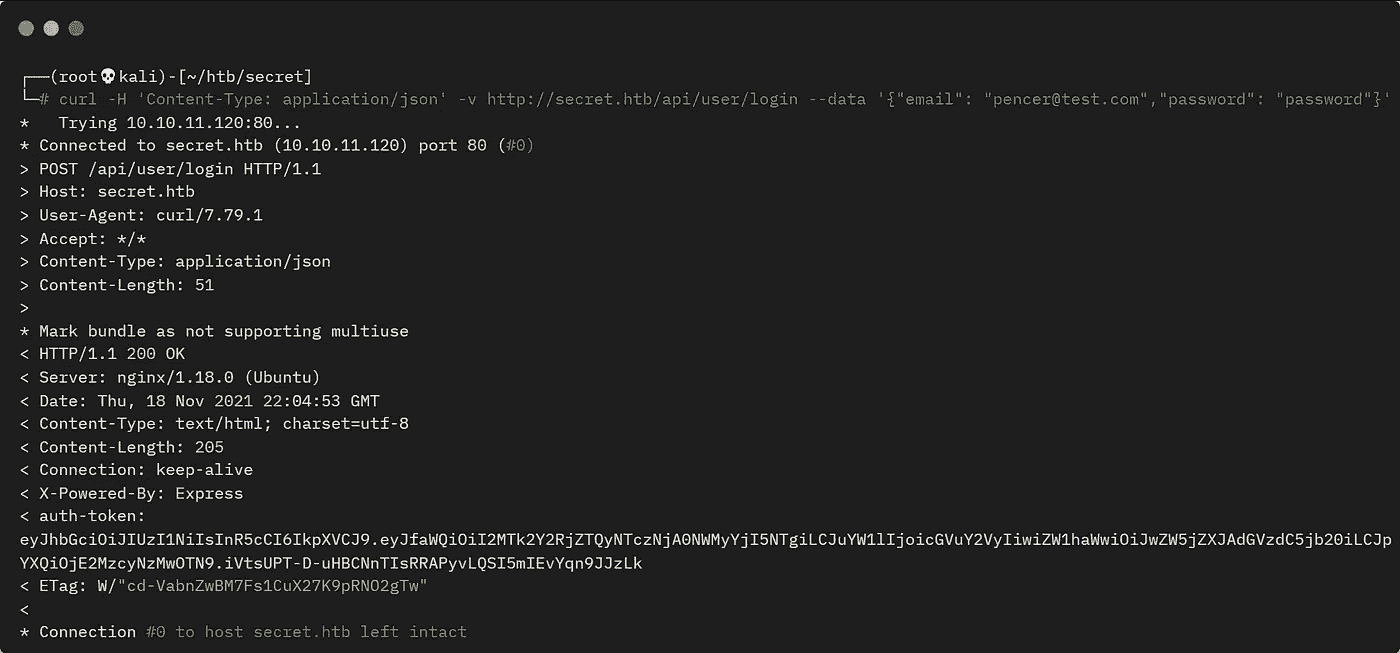 ┌──(root💀kali)-[~/htb/secret]
└─# curl -H 'Content-Type: application/json' -v http://secret.htb/api/user/login --data '{"email": "pencer@test.com","password": "password"}'
*   Trying 10.10.11.120:80...
* Connected to secret.htb (10.10.11.120) port 80 (#0)
> POST /api/user/login HTTP/1.1
> Host: secret.htb
> User-Agent: curl/7.79.1
> Accept: */*
> Content-Type: application/json
> Content-Length: 51
>
* Mark bundle as not supporting multiuse
< HTTP/1.1 200 OK
< Server: nginx/1.18.0 (Ubuntu)
< Date: Thu, 18 Nov 2021 22:04:53 GMT
< Content-Type: text/html; charset=utf-8
< Content-Length: 205
< Connection: keep-alive
< X-Powered-By: Express
< auth-token:
eyJhbGciOiJIUzI1NiIsInR5cCI6IkpXVCJ9.eyJfaWQiOiI2MTk2Y2RjZTQyNTczNjA0NWMyYjI5NTgiLCJuYW1lIjoicGVuY2VyIiwiZW1haWwiOiJwZW5jZXJAdGVzdC5jb20iLCJp
YXQiOjE2MzcyNzMwOTN9.iVtsUPT-D-uHBCNnTIsRRAPyvLQSI5mIEvYqn9JJzLk
< ETag: W/"cd-VabnZwBM7Fs1CuX27K9pRNO2gTw"
<
* Connection #0 to host secret.htb left intact